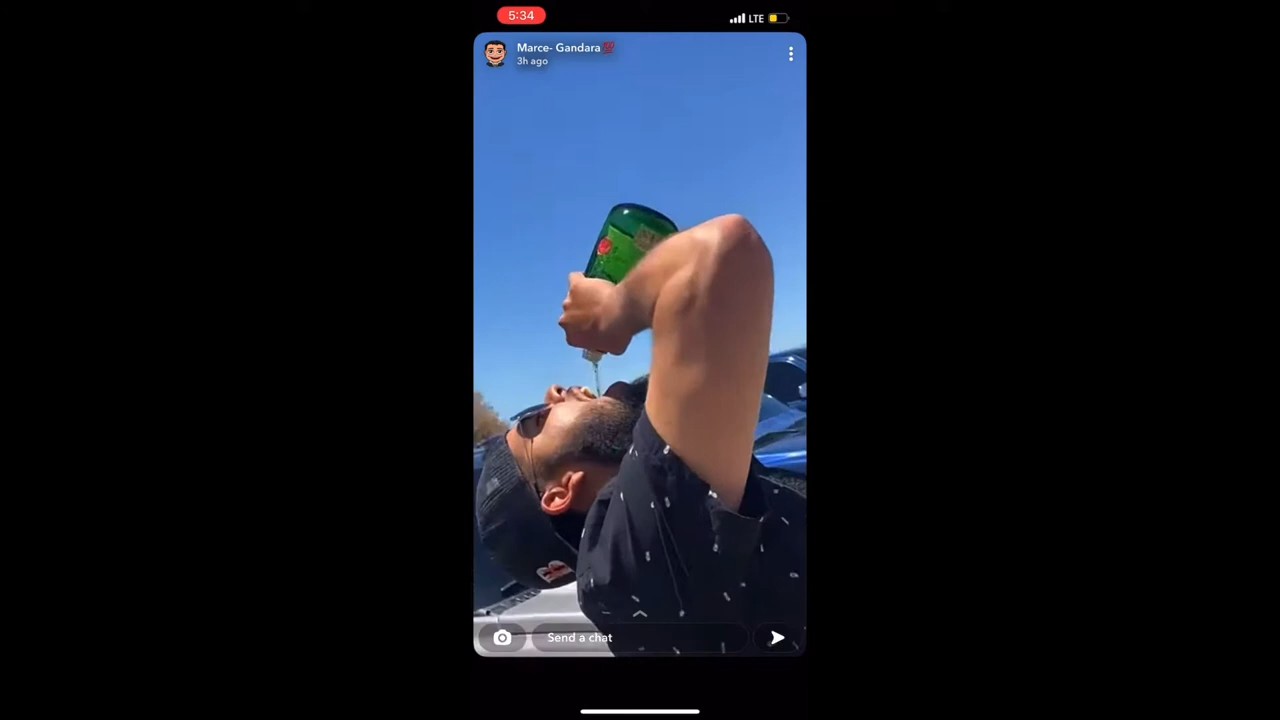 5:34
LTE
Marce- Gandara 💯
3h ago
Send a chat